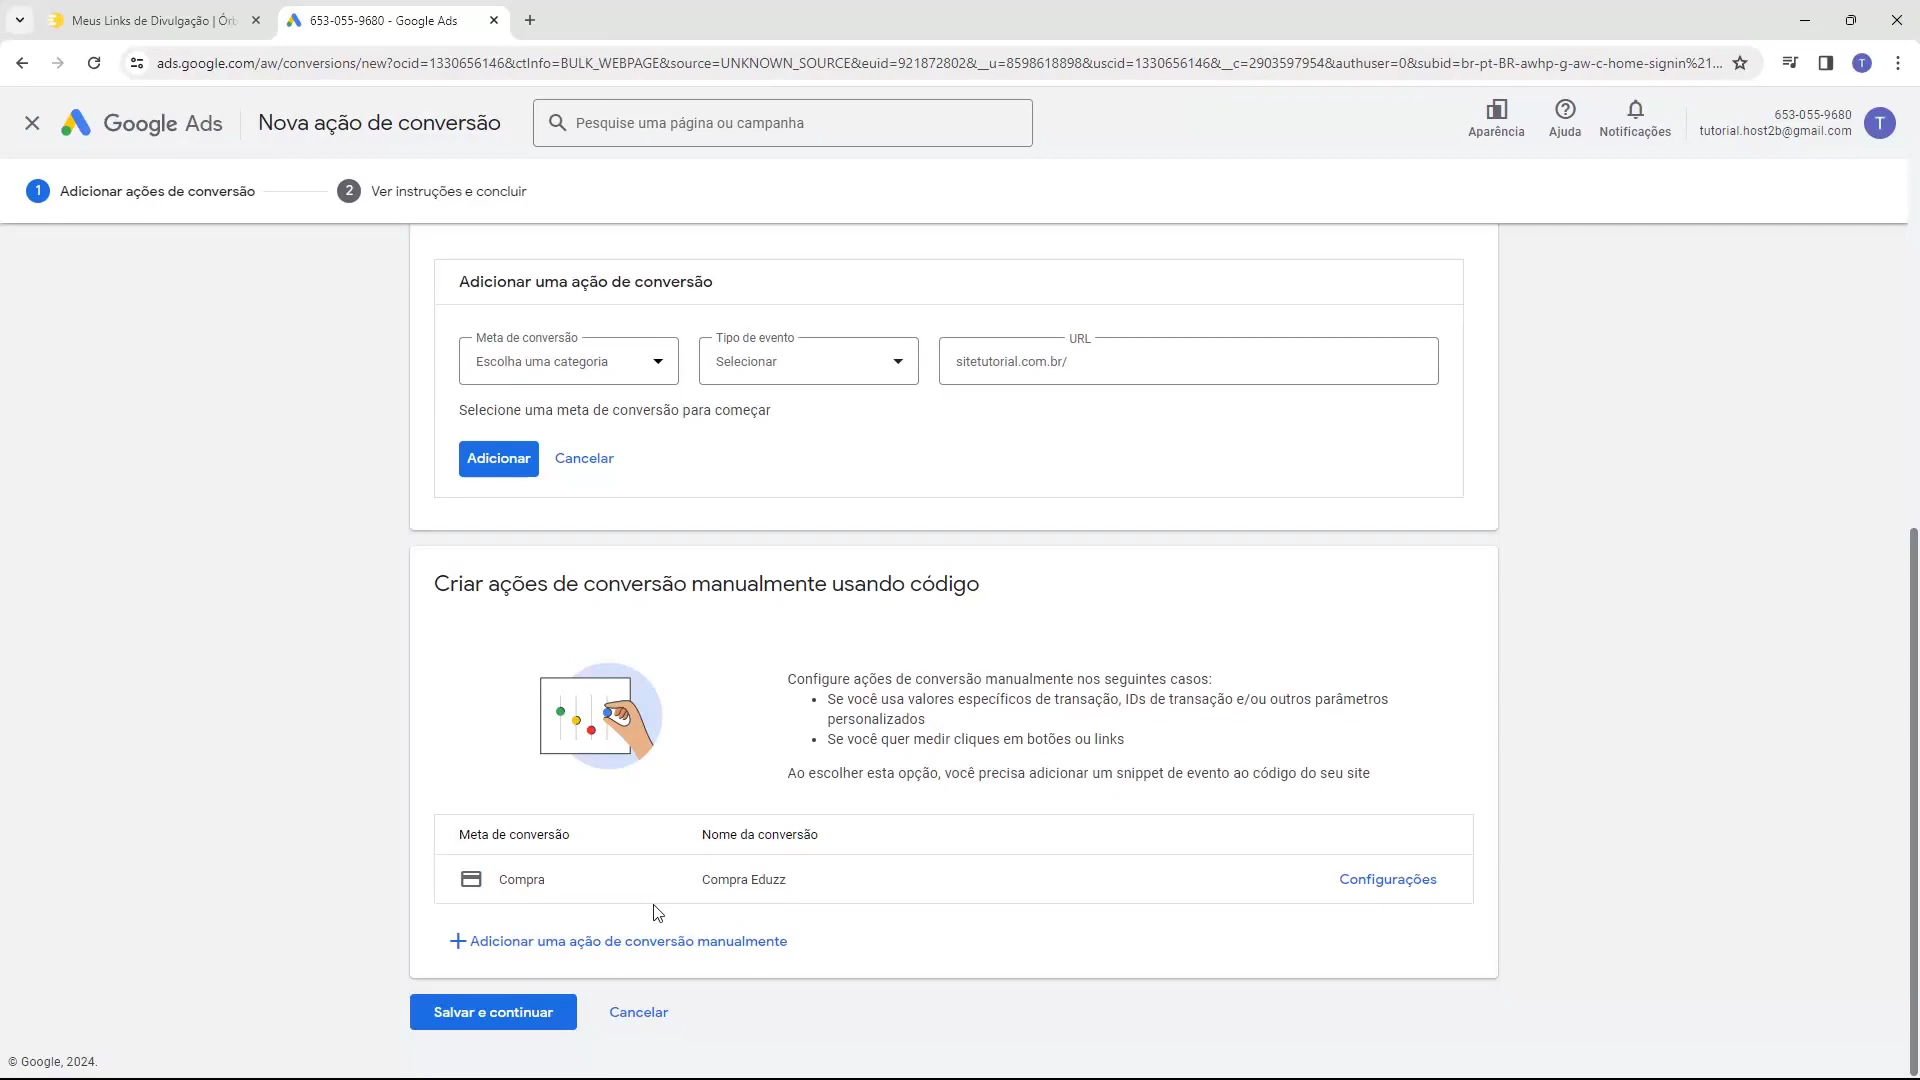 Meus Links de Divulgação | Ór
653-055-9680 - Google Ads
ads.google.com/aw/conversions/new?ocid=1330656146&ctInfo=BULK_WEBPAGE&source=UNKNOWN_SOURCE&euid=921872802&__u=8598618898&uscid=1330656146&__c=2903597954&authuser=0&subid=br-pt-BR-awhp-g-aw-c-home-signin%21...
T
Google Ads
Nova ação de conversão
Pesquise uma página ou campanha
Aparência
Ajuda
Notificações
653-055-9680
tutorial.host2b@gmail.com
T
1 Adicionar ações de conversão
2 Ver instruções e concluir
Adicionar uma ação de conversão
Meta de conversão
Escolha uma categoria
Tipo de evento
Selecionar
URL
sitetutorial.com.br/
Selecione uma meta de conversão para começar
Adicionar
Cancelar
Criar ações de conversão manualmente usando código
Configure ações de conversão manualmente nos seguintes casos:
• Se você usa valores específicos de transação, IDs de transação e/ou outros parâmetros
personalizados
• Se você quer medir cliques em botões ou links
Ao escolher esta opção, você precisa adicionar um snippet de evento ao código do seu site
Meta de conversão
Nome da conversão
Compra
Compra Eduzz
Configurações
+ Adicionar uma ação de conversão manualmente
Salvar e continuar
Cancelar
© Google, 2024.